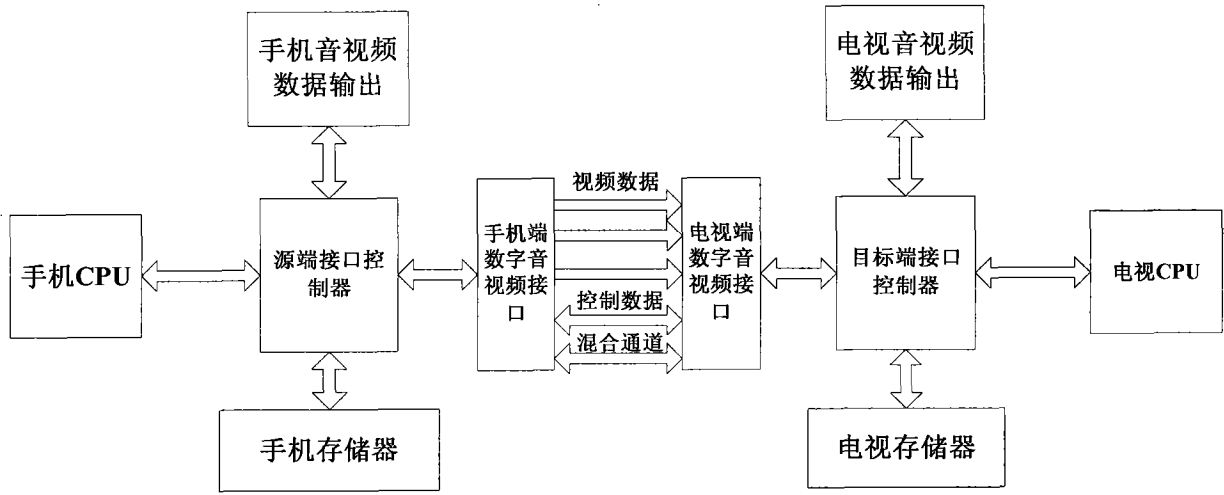 手机音视频
数据输出
电视音视频
数据输出
手机CPU
源端接口控
制器
手机端
数字音
视频接
口
视频数据
控制数据
混合通道
电视端
数字音
视频接
口
目标端接口
控制器
电视CPU
手机存储器
电视存储器